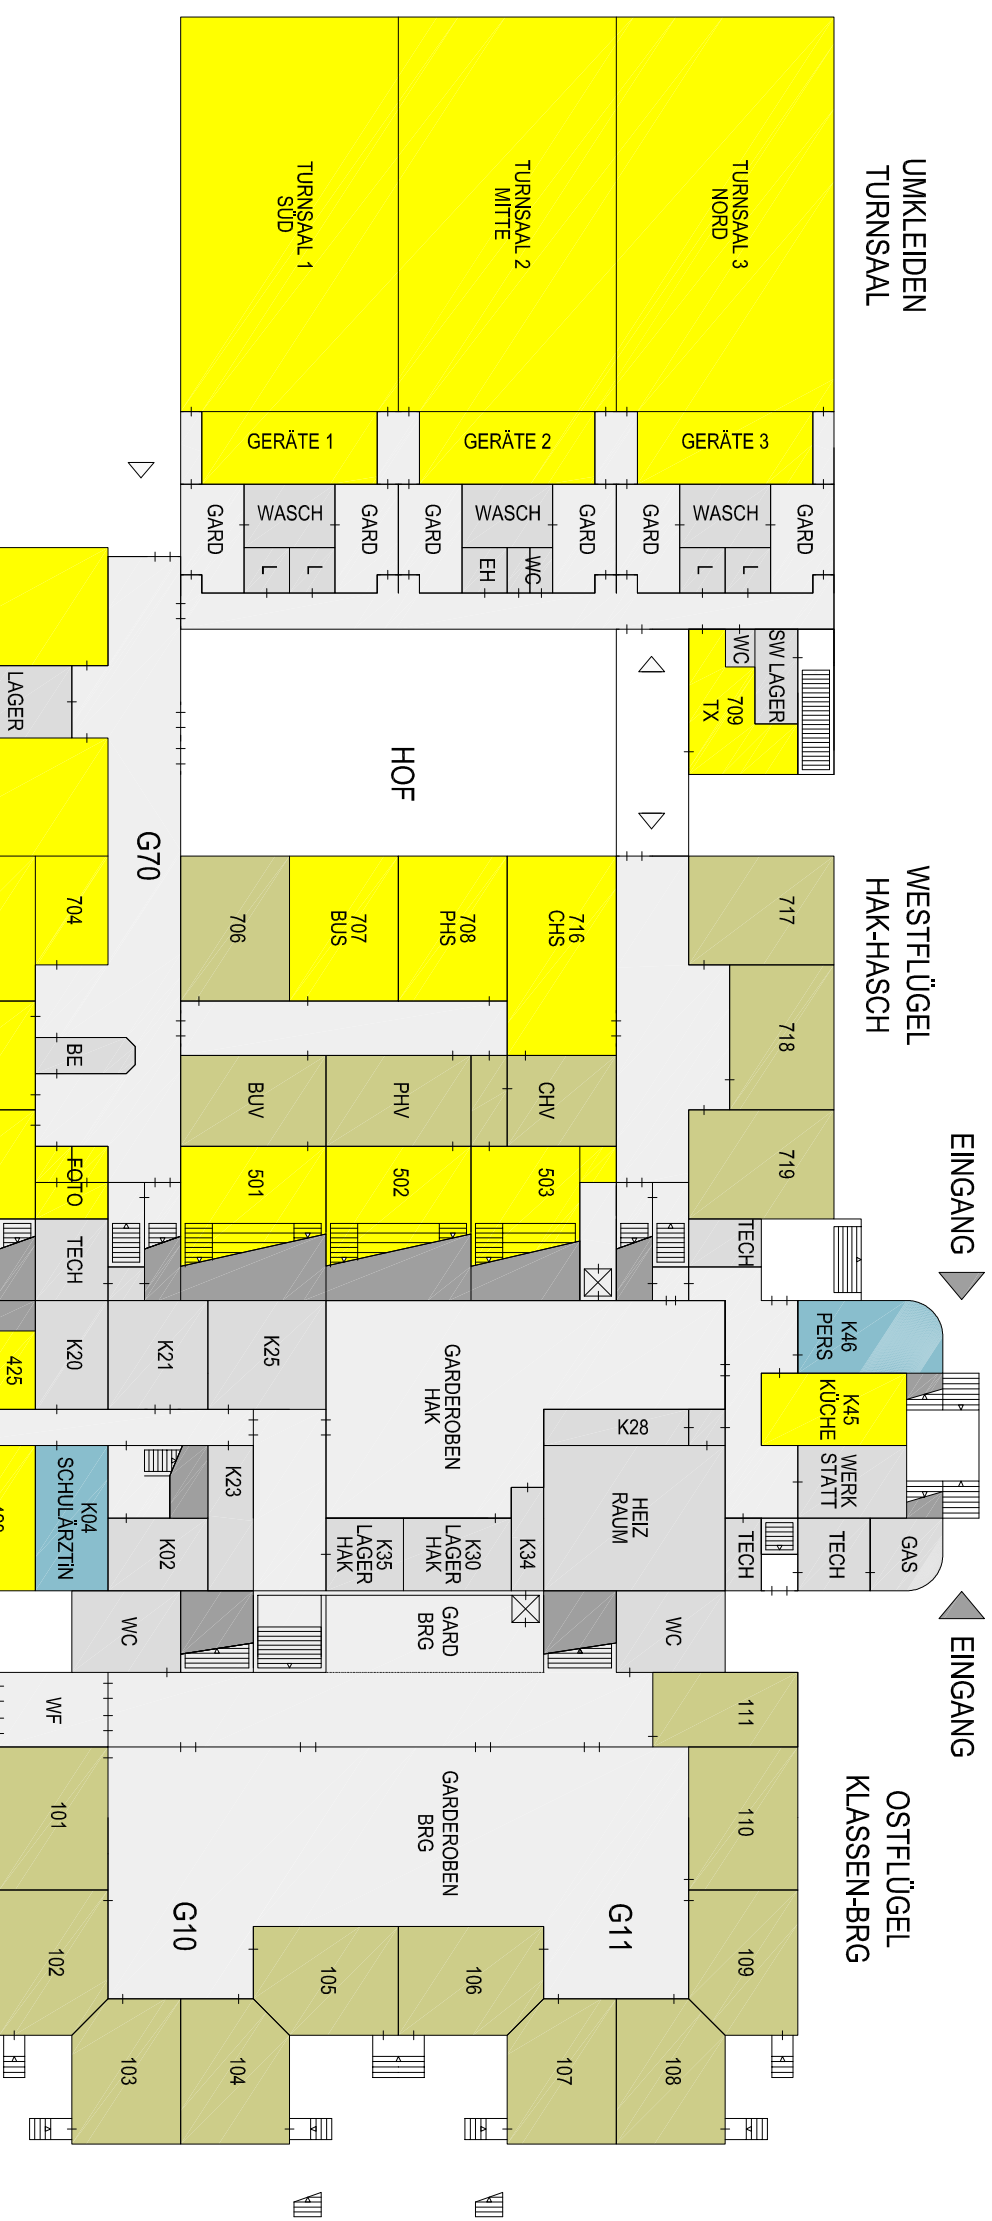 UMKLEIDEN
TURNSAAL
WESTFLÜGEL
HAK-HASCH
EINGANG
EINGANG
OSTFLÜGEL
KLASSEN-BRG
TURNSAAL 3
NORD
TURNSAAL 2
MITTE
TURNSAAL 1
SÜD
GERÄTE 3
GERÄTE 2
GERÄTE 1
GARD
WASCH
GARD
GARD
WASCH
GARD
GARD
WASCH
GARD
L
L
WC
EH
L
L
SW LAGER
WC
709
TX
LAGER
HOF
G70
704
706
707
BUS
708
PHS
716
CHS
717
718
719
BE
BUV
PHV
CHV
FOTO
501
502
503
TECH
TECH
K46
PERS
K45
KÜCHE
WERK
STATT
TECH
GAS
TECH
425
K20
K21
K25
GARDEROBEN
HAK
K28
HEIZ
RAUM
K23
K04
SCHULÄRZTiN
K02
K35
LAGER
HAK
K30
LAGER
HAK
K34
WC
GARD
BRG
WC
WF
111
101
110
GARDEROBEN
BRG
G10
G11
102
105
106
109
103
104
107
108